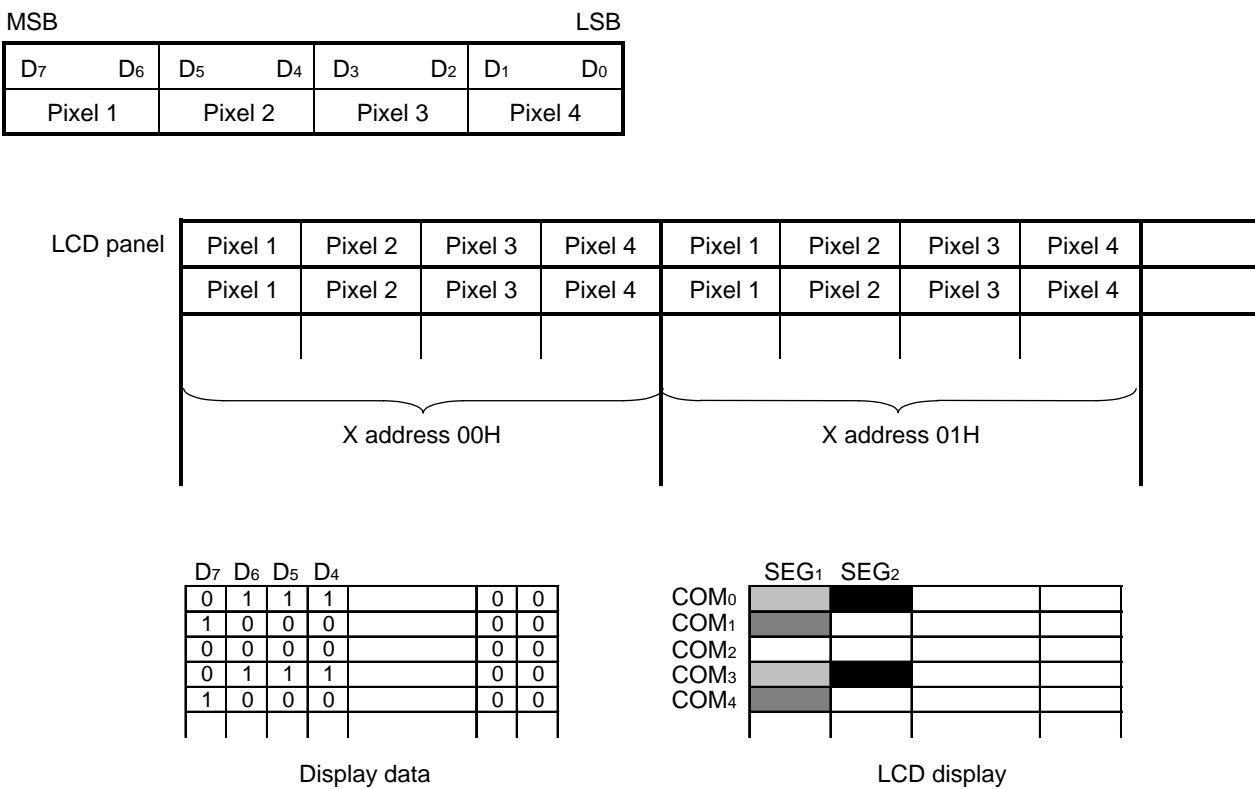 MSB LSB
D7 D6 D5 D4 D3 D2 D1 D0
Pixel 1 Pixel 2 Pixel 3 Pixel 4
LCD panel Pixel 1 Pixel 2 Pixel 3 Pixel 4 Pixel 1 Pixel 2 Pixel 3 Pixel 4
Pixel 1 Pixel 2 Pixel 3 Pixel 4 Pixel 1 Pixel 2 Pixel 3 Pixel 4
X address 00H X address 01H
D7 D6 D5 D4
0 1 1 1 0 0
1 0 0 0 0 0
0 0 0 0 0 0
0 1 1 1 0 0
1 0 0 0 0 0
Display data
SEG1 SEG2
COM0
COM1
COM2
COM3
COM4
LCD display